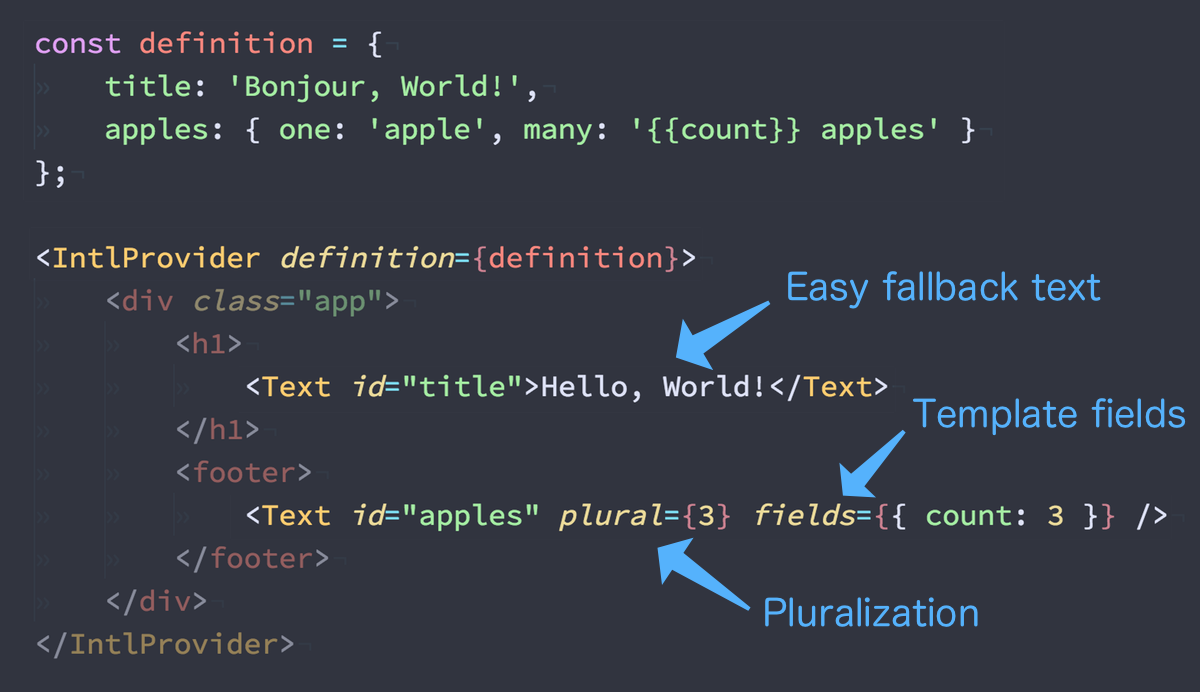 const definition = {
title: 'Bonjour, World!',
apples: { one: 'apple', many: '{{count}} apples' }
};
<IntlProvider definition={definition}>
Easy fallback text
<div class="app">
<h1>
<Text id="title">Hello, World!</Text>
Template fields
</h1>
<footer>
<Text id="apples" plural={3} fields={{ count: 3 }} />
</footer>
Pluralization
</div>
</IntlProvider>